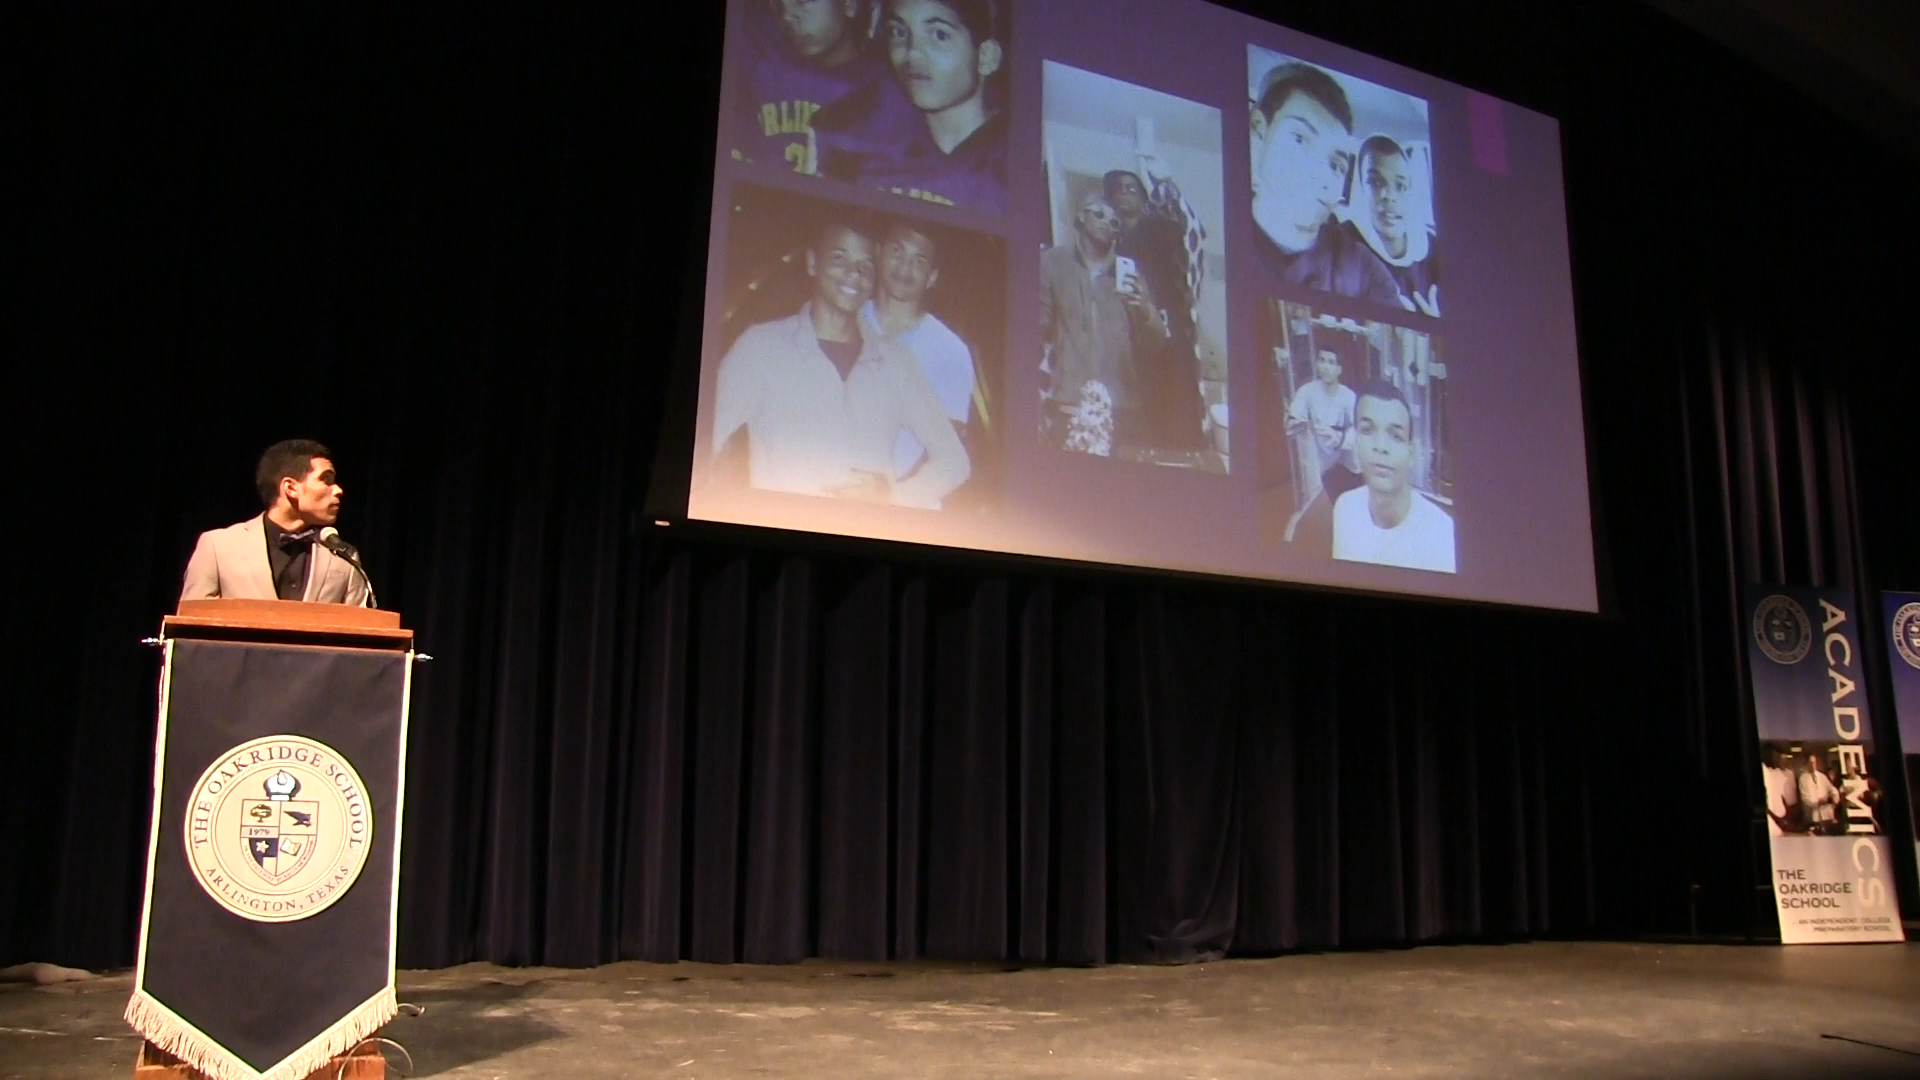 THE OAKRIDGE SCHOOL
1979
ARLINGTON, TEXAS
ACADEMICS
THE
OAKRIDGE
SCHOOL
AN INDEPENDENT, COLLEGE
PREPARATORY SCHOOL